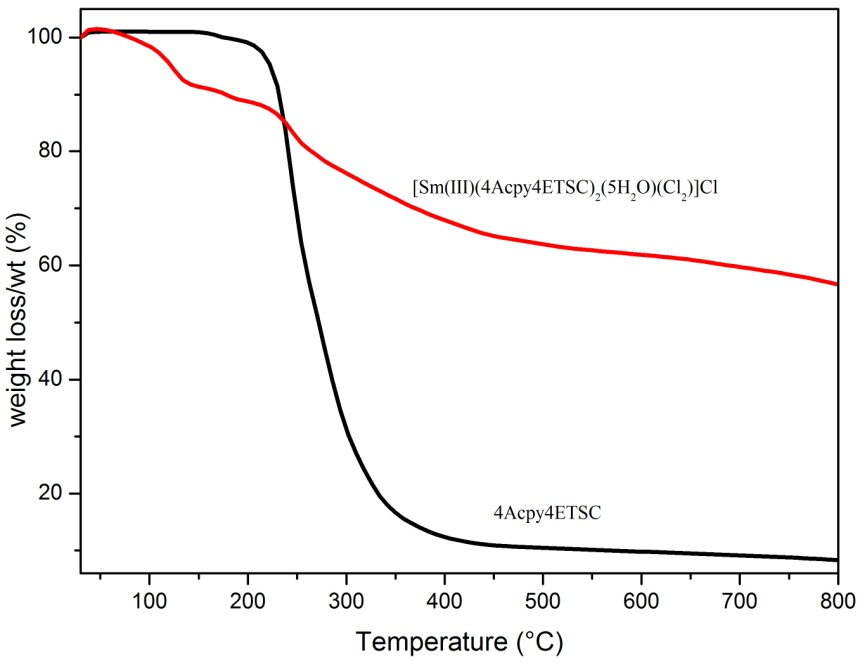 100
80
60
40
20
weight loss/wt (%)
[Sm(III)(4Acpy4ETSC)₂(5H₂O)(Cl₂)]Cl
4Acpy4ETSC
100 200 300 400 500 600 700 800
Temperature (°C)